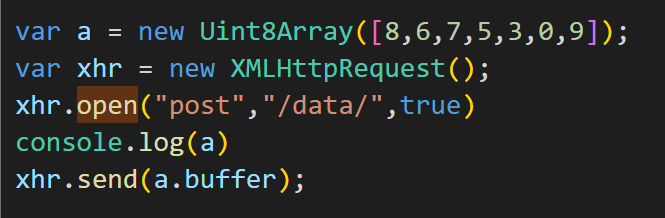 var a = new Uint8Array([8,6,7,5,3,0,9]);
var xhr = new XMLHttpRequest();
xhr.open("post","/data/",true)
console.log(a)
xhr.send(a.buffer);